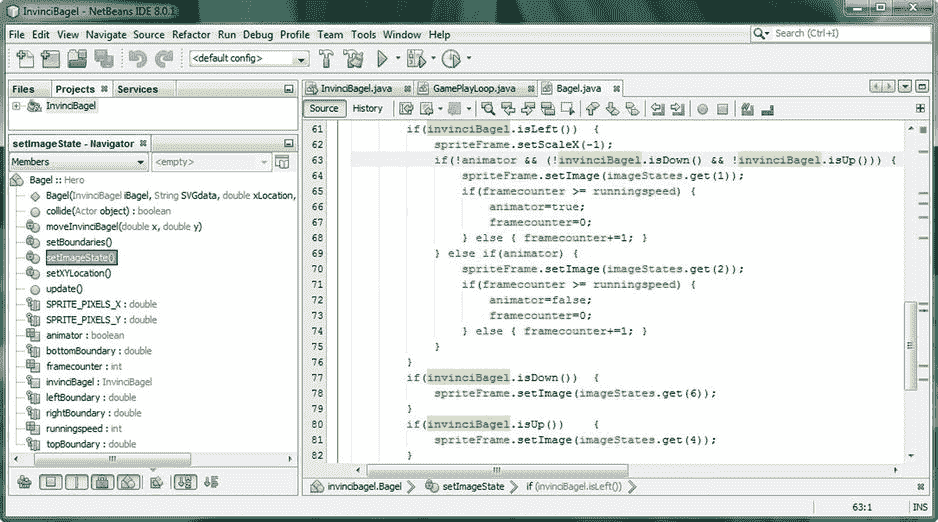 InvinciBagel - NetBeans IDE 8.0.1
File Edit View Navigate Source Refactor Run Debug Profile Team Tools Window Help
Search (Ctrl+I)
<default config>
Files Projects Services
InvinciBagel
setImageState - Navigator
Members
<empty>
Bagel :: Hero
Bagel(InvinciBagel iBagel, String SVGdata, double xLocation,
collide(Actor object) : boolean
moveInvinciBagel(double x, double y)
setBoundaries()
setImageState()
setXYLocation()
update()
SPRITE_PIXELS_X : double
SPRITE_PIXELS_Y : double
animator : boolean
bottomBoundary : double
framecounter : int
invinciBagel : InvinciBagel
leftBoundary : double
rightBoundary : double
runningspeed : int
topBoundary : double
InvinciBagel.java GamePlayLoop.java Bagel.java
Source History
61 if(invinciBagel.isLeft()) {
62 spriteFrame.setScaleX(-1);
63 if(!animator && (!invinciBagel.isDown() && !invinciBagel.isUp())) {
64 spriteFrame.setImage(imageStates.get(1));
65 if(framecounter >= runningspeed) {
66 animator=true;
67 framecounter=0;
68 } else { framecounter+=1; }
69 } else if(animator) {
70 spriteFrame.setImage(imageStates.get(2));
71 if(framecounter >= runningspeed) {
72 animator=false;
73 framecounter=0;
74 } else { framecounter+=1; }
75 }
76 }
77 if(invinciBagel.isDown()) {
78 spriteFrame.setImage(imageStates.get(6));
79 }
80 if(invinciBagel.isUp()) {
81 spriteFrame.setImage(imageStates.get(4));
82 }
invincibagel.Bagel setImageState if (invinciBagel.isLeft())
63:1 INS